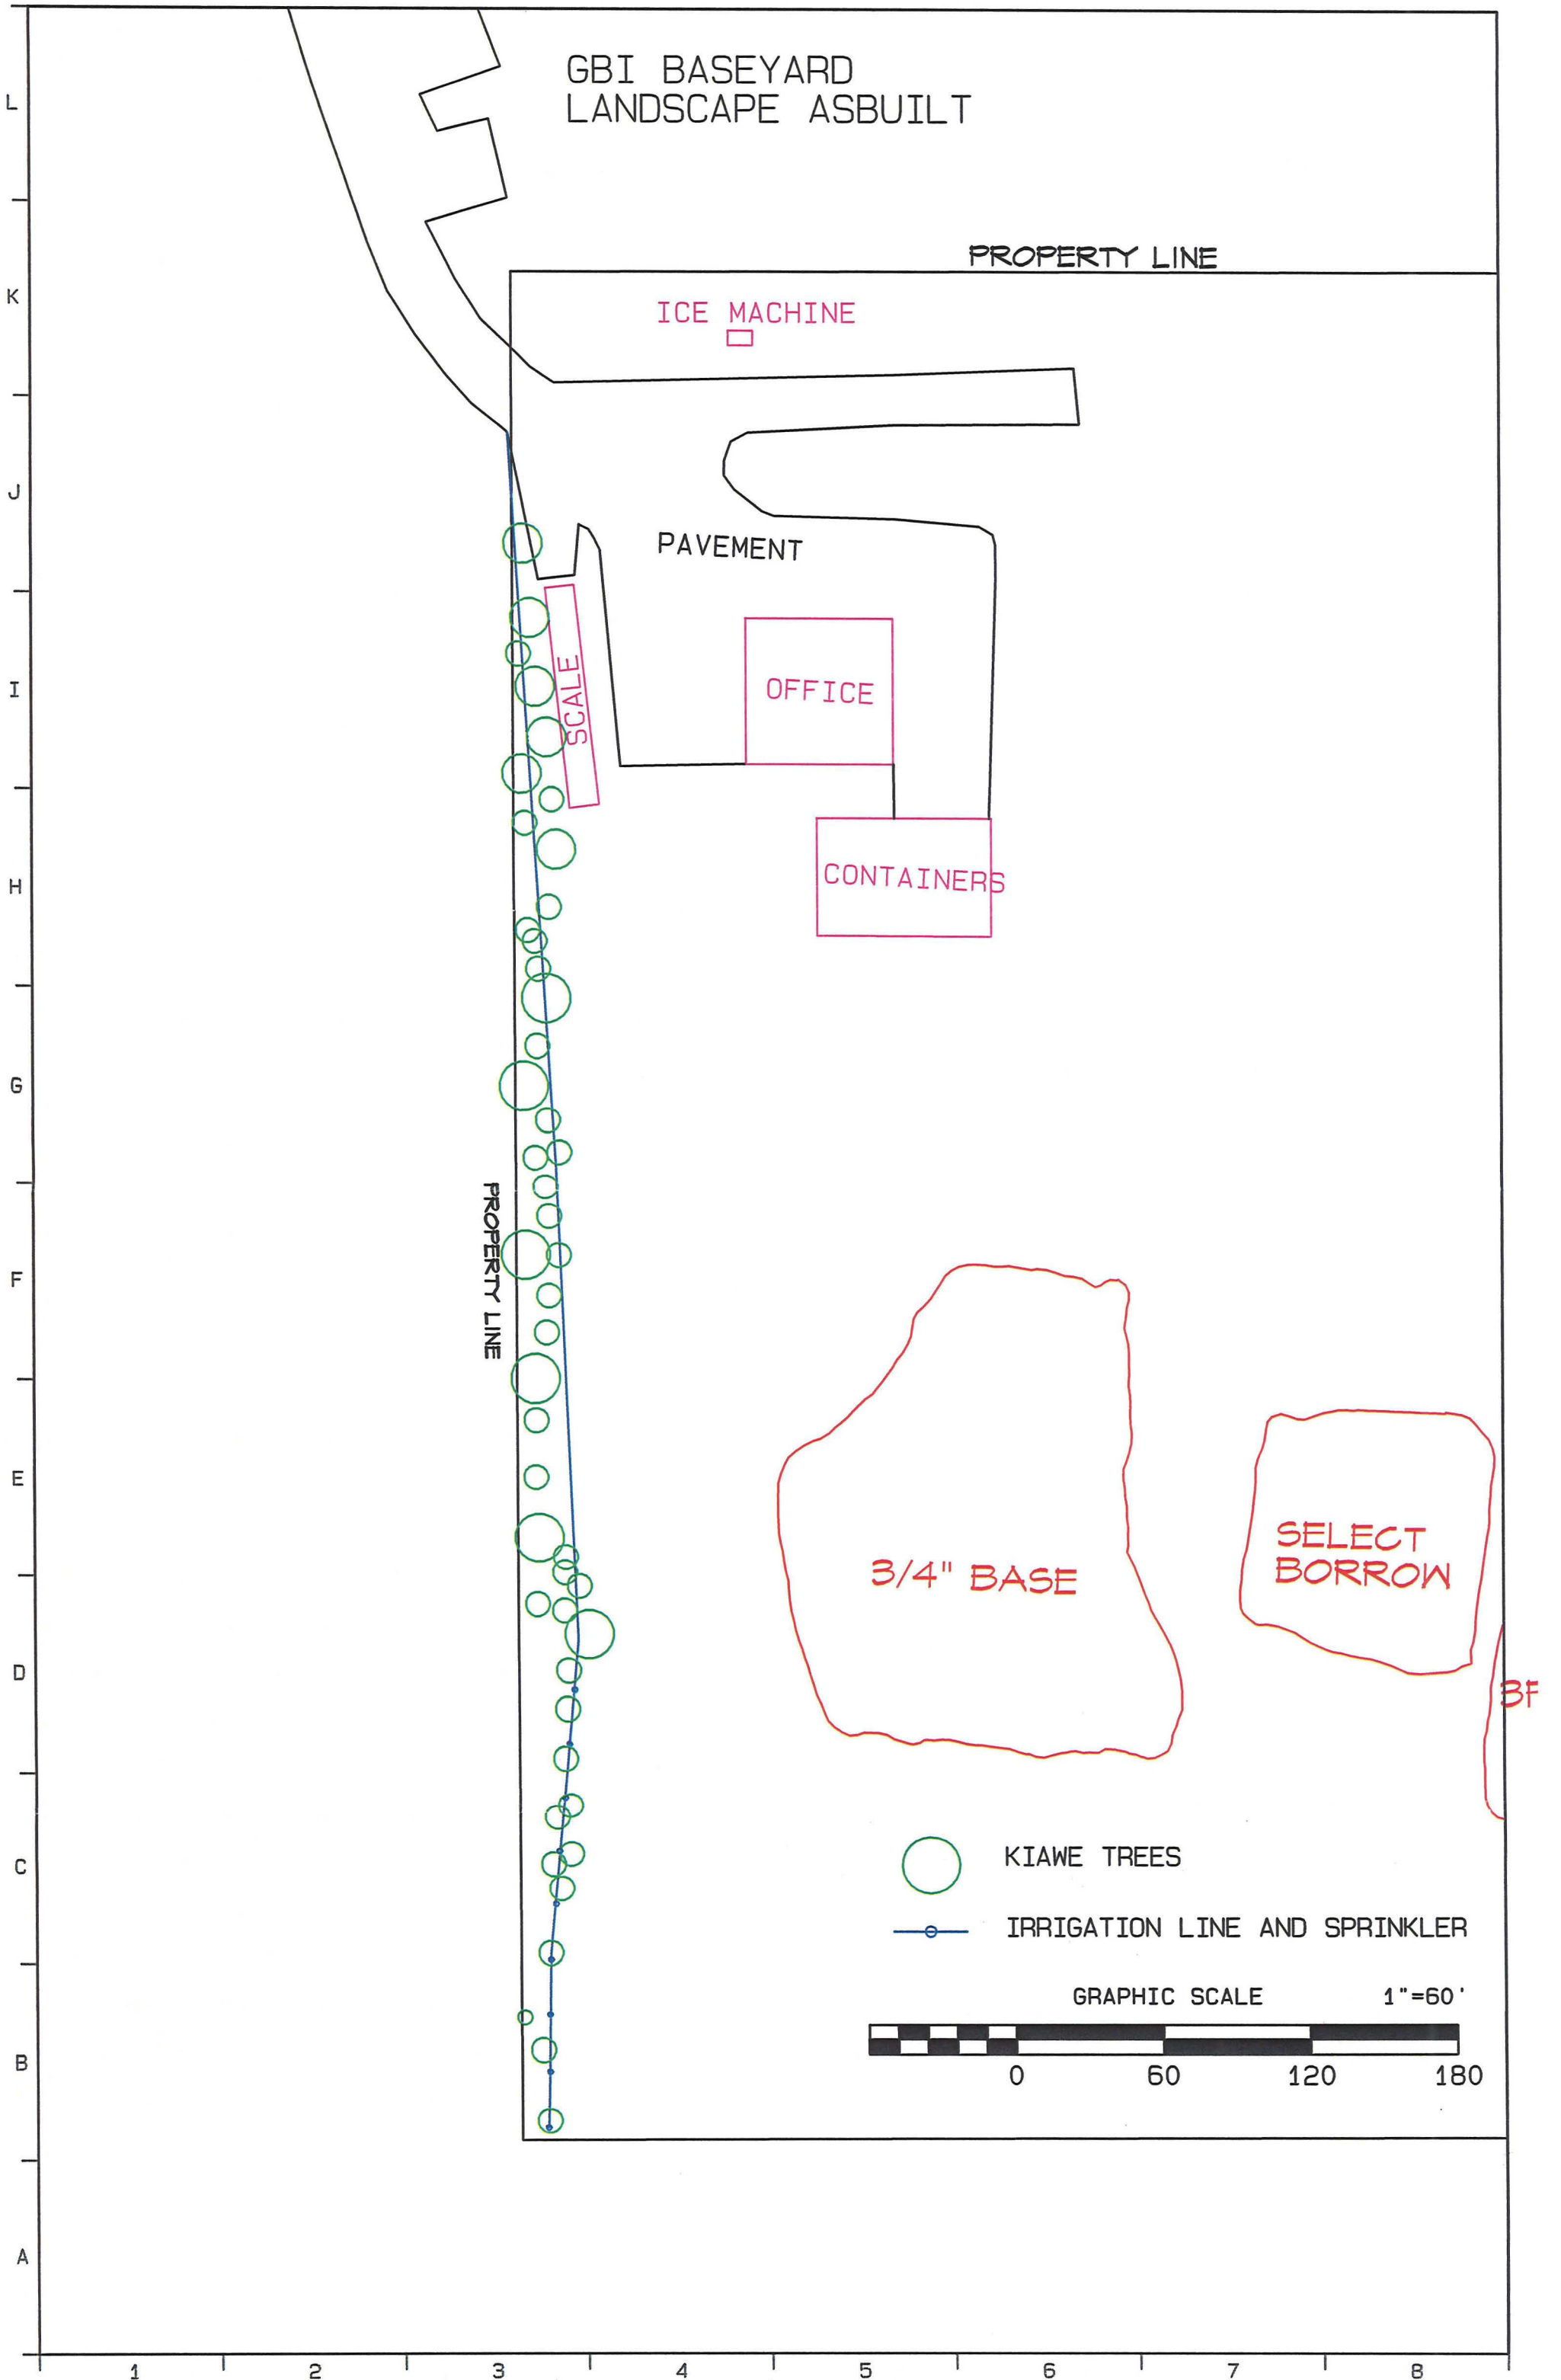 GBI BASEYARD
LANDSCAPE ASBUILT
L
PROPERTY LINE
K
ICE MACHINE
J
PAVEMENT
SCALE
I
OFFICE
H
CONTAINERS
G
PROPERTY LINE
F
E
SELECT
BORROW
3/4" BASE
D
3F
KIAWE TREES
C
IRRIGATION LINE AND SPRINKLER
GRAPHIC SCALE 1"=60'
B
0 60 120 180
A
1 2 3 4 5 6 7 8